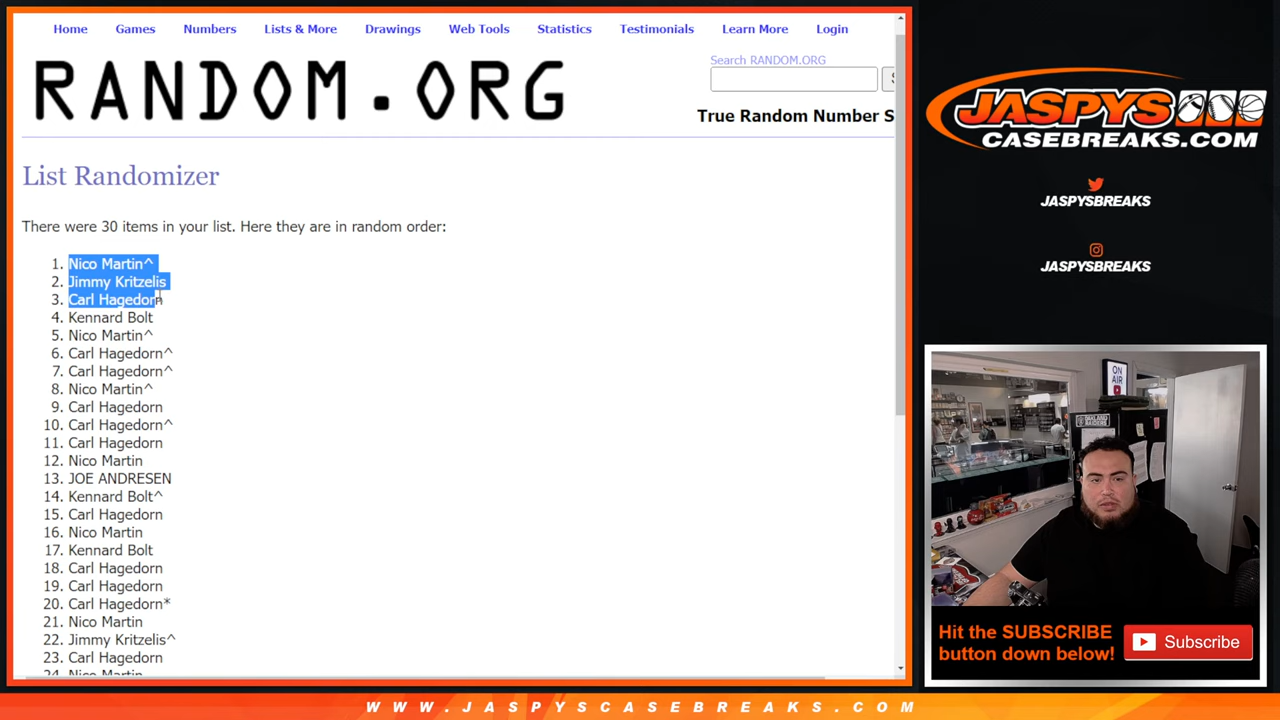 Home Games Numbers Lists & More Drawings Web Tools Statistics Testimonials Learn More Login
RANDOM.ORG
Search RANDOM.ORG
True Random Number S
List Randomizer
There were 30 items in your list. Here they are in random order:
1. Nico Martin^
2. Jimmy Kritzelis
3. Carl Hagedorn
4. Kennard Bolt
5. Nico Martin^
6. Carl Hagedorn^
7. Carl Hagedorn^
8. Nico Martin^
9. Carl Hagedorn
10. Carl Hagedorn^
11. Carl Hagedorn
12. Nico Martin
13. JOE ANDRESEN
14. Kennard Bolt^
15. Carl Hagedorn
16. Nico Martin
17. Kennard Bolt
18. Carl Hagedorn
19. Carl Hagedorn
20. Carl Hagedorn*
21. Nico Martin
22. Jimmy Kritzelis^
23. Carl Hagedorn
24. Nico Martin
JASPYS
CASEBREAKS.COM
JASPYSBREAKS
JASPYSBREAKS
ON AIR
Hit the SUBSCRIBE
button down below!
Subscribe
WWW.JASPYSCASEBREAKS.COM